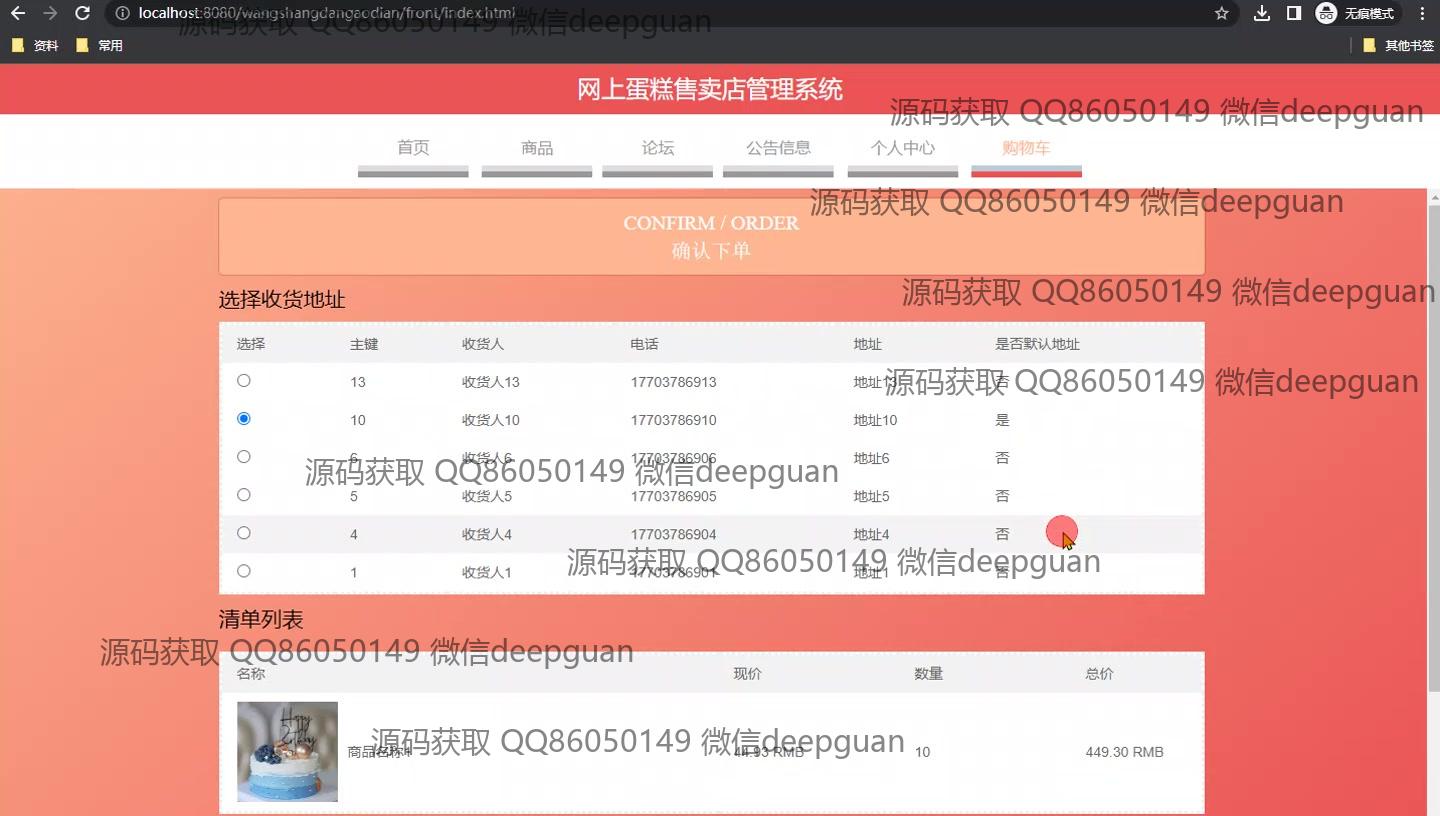 localhost:8080/wangshangdangaodian/front/index.html
无痕模式
源码获取 QQ86050149 微信deepguan
资料
常用
其他书签
网上蛋糕售卖店管理系统
源码获取 QQ86050149 微信deepguan
首页 商品 论坛 公告信息 个人中心 购物车
源码获取 QQ86050149 微信deepguan
CONFIRM / ORDER
确认下单
源码获取 QQ86050149 微信deepguan
选择收货地址
选择 主键 收货人 电话 地址 是否默认地址
13 收货人13 17703786913 地址13 否
源码获取 QQ86050149 微信deepguan
10 收货人10 17703786910 地址10 是
6 收货人6 17703786906 地址6 否
源码获取 QQ86050149 微信deepguan
5 收货人5 17703786905 地址5 否
4 收货人4 17703786904 地址4 否
源码获取 QQ86050149 微信deepguan
1 收货人1 17703786901 地址1 否
清单列表
源码获取 QQ86050149 微信deepguan
名称 现价 数量 总价
Happy
源码获取 QQ86050149 微信deepguan
商品名称1 44.93 RMB 10 449.30 RMB